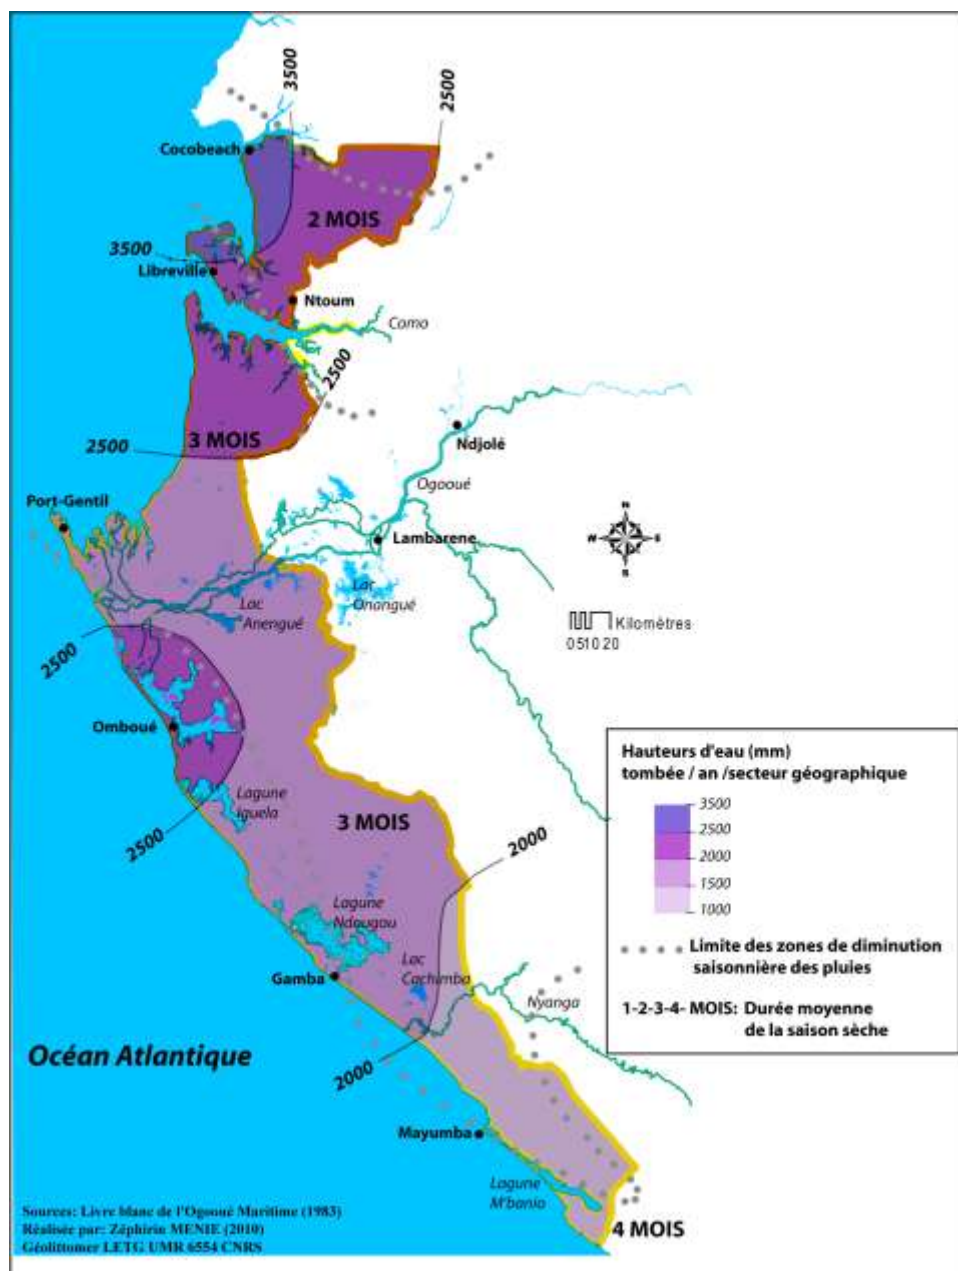 3500
2500
Cocobeach
2 MOIS
3500
Libreville
Ntoum
Como
2500
3 MOIS
2500
Ndjolé
Ogooué
Port-Gentil
Lambarene
N
W E
S
Lac
Onangué
Lac
Anengué
Kilomètres
0 5 10 20
2500
Omboué
Lagune
Iguela
2500
3 MOIS
2000
Hauteurs d'eau (mm)
tombée / an /secteur géographique
3500
2500
2000
1500
1000
Limite des zones de diminution
saisonnière des pluies
1-2-3-4- MOIS: Durée moyenne
de la saison sèche
Lagune
Ndougou
Lac
Cachimba
Gamba
Nyanga
Océan Atlantique
2000
Mayumba
Lagune
M'bania
4 MOIS
Sources: Livre blanc de l'Ogooué Maritime (1983)
Réalisée par: Zéphirin MENIE (2010)
Géolittomer LETG UMR 6554 CNRS